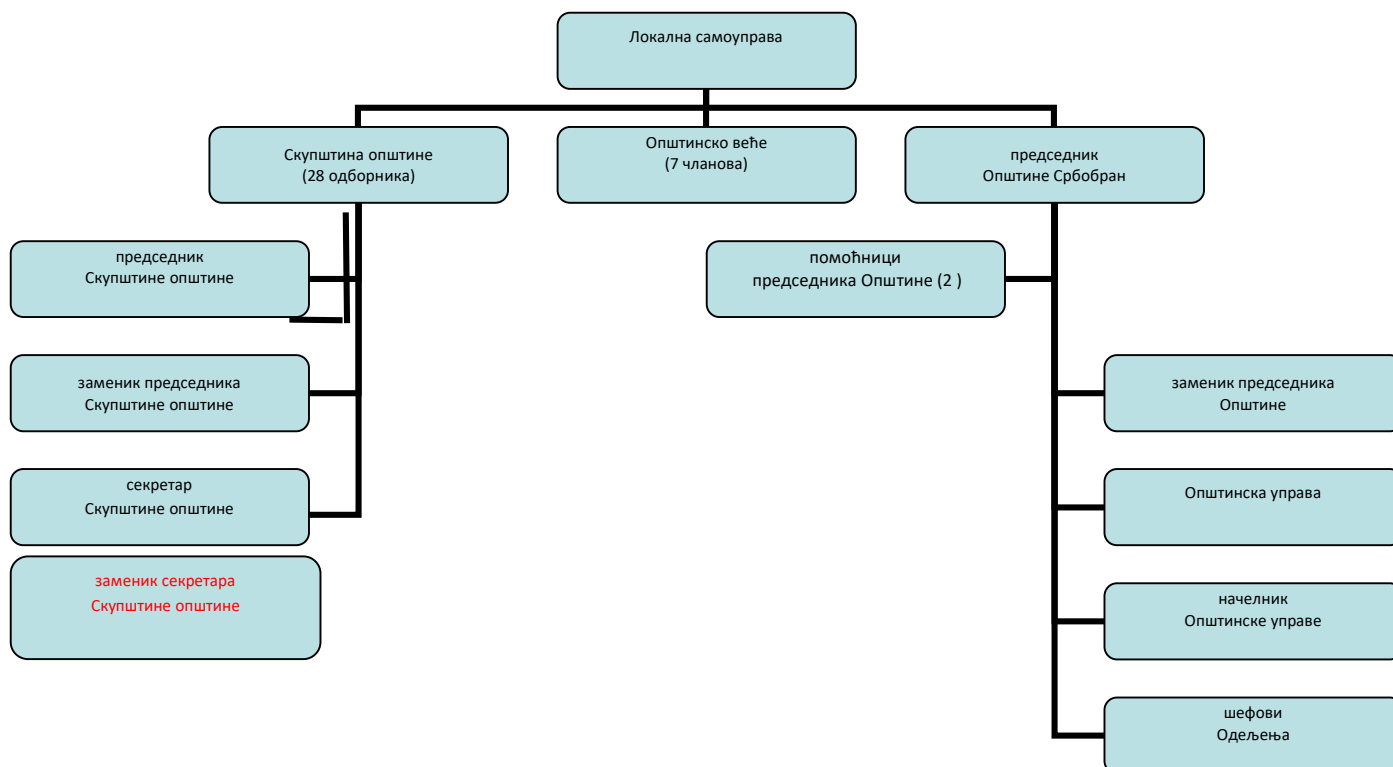 Локална самоуправа
Скупштина општине
(28 одборника)
Општинско веће
(7 чланова)
председник
Општине Србобран
председник
Скупштине општине
помоћници
председника Општине (2 )
заменик председника
Скупштине општине
заменик председника
Општине
секретар
Скупштине општине
Општинска управа
заменик секретара
Скупштине општине
начелник
Општинске управе
шефови
Одељења